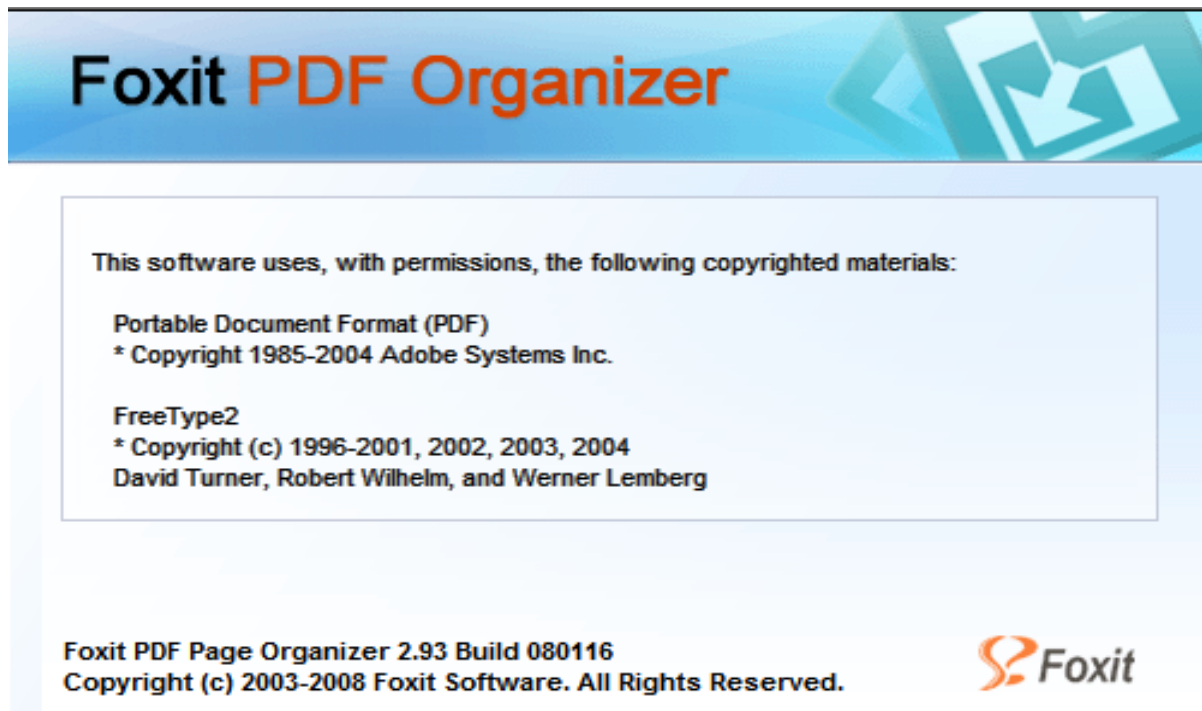 Foxit PDF Organizer
This software uses, with permissions, the following copyrighted materials:
Portable Document Format (PDF)
* Copyright 1985-2004 Adobe Systems Inc.
FreeType2
* Copyright (c) 1996-2001, 2002, 2003, 2004
David Turner, Robert Wilhelm, and Werner Lemberg
Foxit PDF Page Organizer 2.93 Build 080116
Copyright (c) 2003-2008 Foxit Software. All Rights Reserved.
Foxit